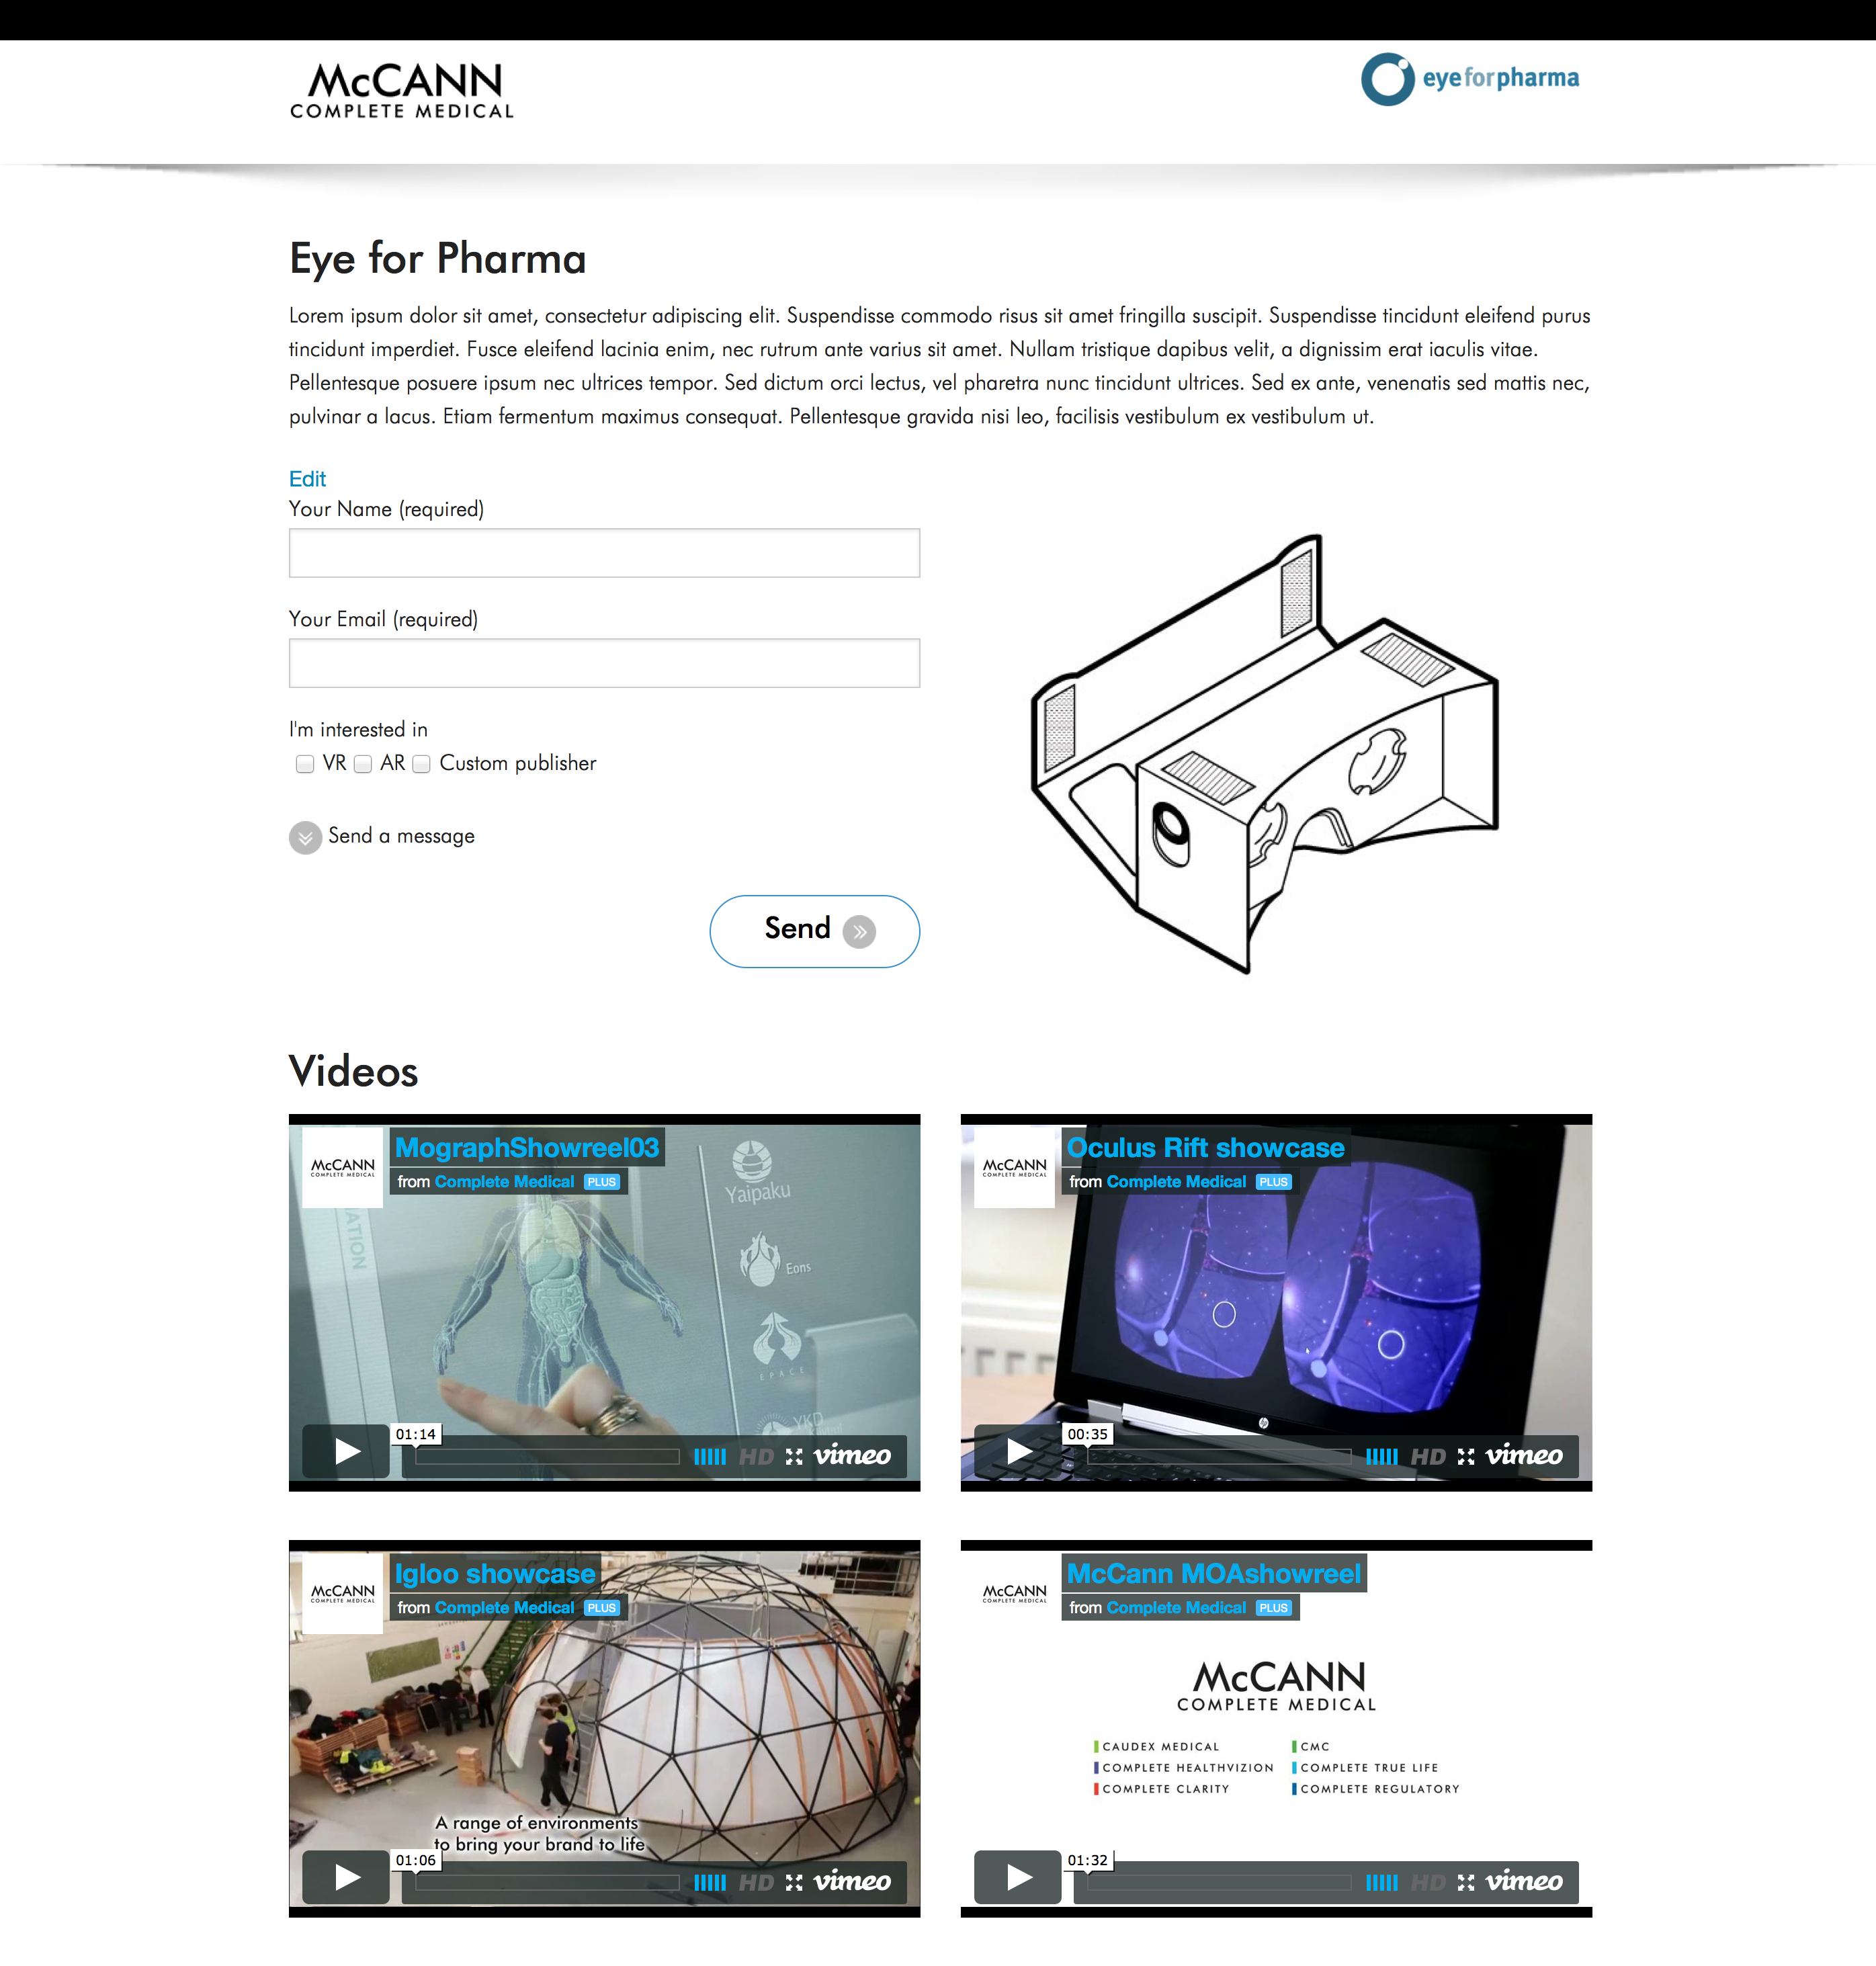 McCANN
COMPLETE MEDICAL
eyeforpharma
Eye for Pharma
Lorem ipsum dolor sit amet, consectetur adipiscing elit. Suspendisse commodo risus sit amet fringilla suscipit. Suspendisse tincidunt eleifend purus
tincidunt imperdiet. Fusce eleifend lacinia enim, nec rutrum ante varius sit amet. Nullam tristique dapibus velit, a dignissim erat iaculis vitae.
Pellentesque posuere ipsum nec ultrices tempor. Sed dictum orci lectus, vel pharetra nunc tincidunt ultrices. Sed ex ante, venenatis sed mattis nec,
pulvinar a lacus. Etiam fermentum maximus consequat. Pellentesque gravida nisi leo, facilisis vestibulum ex vestibulum ut.
Edit
Your Name (required)
Your Email (required)
I'm interested in
VR AR Custom publisher
Send a message
Send
Videos
McCANN
COMPLETE MEDICAL
MographShowreel03
from Complete Medical PLUS
ATION
Yaipaku
Eons
EPACE
YKD
01:14
HD vimeo
McCANN
COMPLETE MEDICAL
Oculus Rift showcase
from Complete Medical PLUS
hp
00:35
HD vimeo
McCANN
COMPLETE MEDICAL
Igloo showcase
from Complete Medical PLUS
A range of environments
to bring your brand to life
01:06
HD vimeo
McCANN
COMPLETE MEDICAL
McCann MOAshowreel
from Complete Medical PLUS
McCANN
COMPLETE MEDICAL
CAUDEX MEDICAL
CMC
COMPLETE HEALTHVIZION
COMPLETE TRUE LIFE
COMPLETE CLARITY
COMPLETE REGULATORY
01:32
HD vimeo